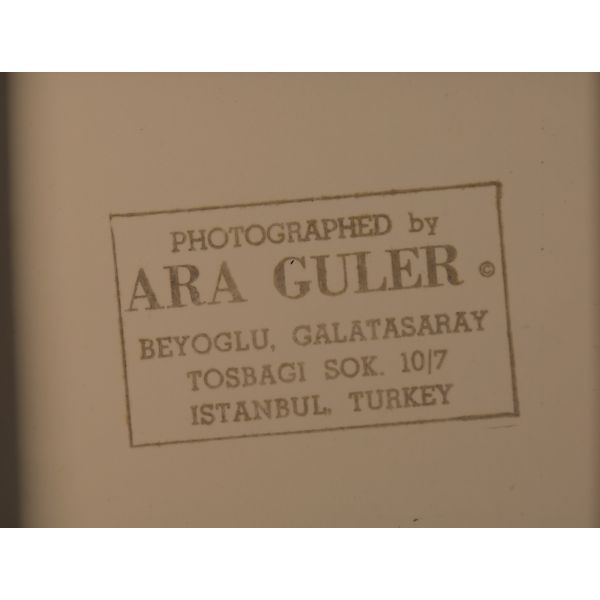 PHOTOGRAPHED by
ARA GULER ©
BEYOGLU, GALATASARAY
TOSBAGI SOK. 10/7
ISTANBUL, TURKEY